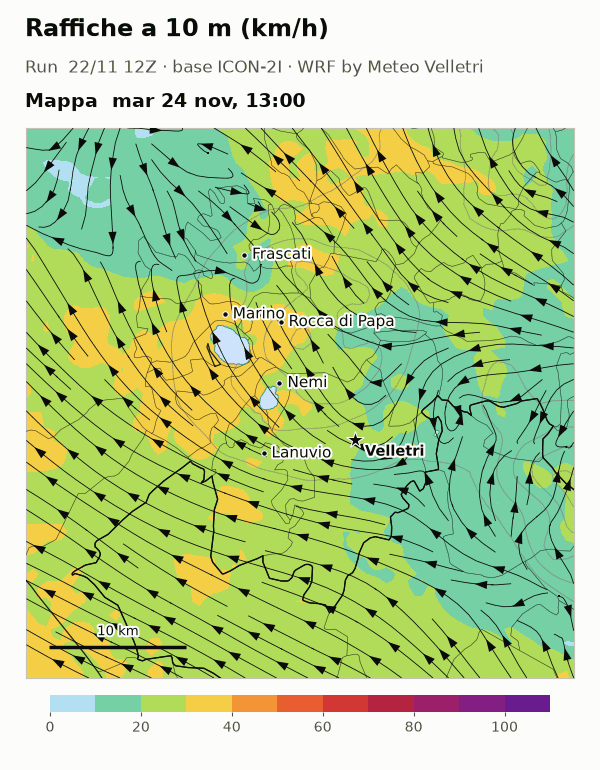 Raffiche a 10 m (km/h)
Run  22/11 12Z · base ICON-2I · WRF by Meteo Velletri
Mappa  mar 24 nov, 13:00
Frascati
Marino
Rocca di Papa
Nemi
Velletri
Lanuvio
10 km
0 20 40 60 80 100